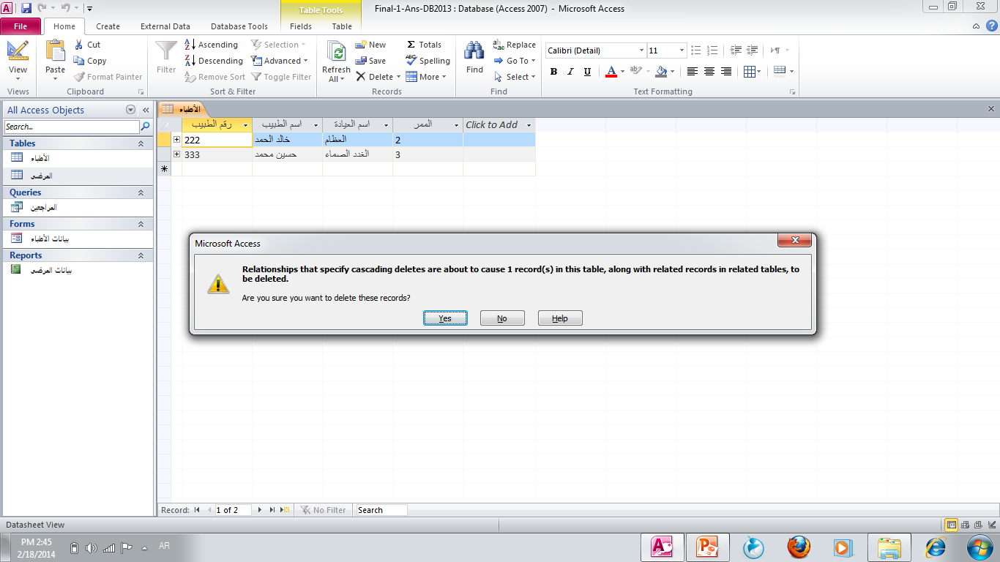 Table Tools
Final-1-Ans-DB2013 : Database (Access 2007) - Microsoft Access
File
Home
Create
External Data
Database Tools
Fields
Table
View
Views
Paste
Cut
Copy
Format Painter
Clipboard
Filter
Ascending
Descending
Remove Sort
Selection
Advanced
Toggle Filter
Sort & Filter
Refresh
All
New
Save
Delete
Totals
Spelling
More
Records
Find
Replace
Go To
Select
Find
Calibri (Detail)
11
B I U
A
ab
Text Formatting
All Access Objects
Search...
Tables
الأطباء
المرضى
Queries
المراجعين
Forms
بيانات الأطباء
Reports
بيانات المرضى
الأطباء
رقم الطبيب
اسم الطبيب
اسم العيادة
الممر
Click to Add
222
خالد الحمد
العظام
2
333
حسين محمد
الغدد الصماء
3
Microsoft Access
Relationships that specify cascading deletes are about to cause 1 record(s) in this table, along with related records in related tables, to
be deleted.
Are you sure you want to delete these records?
Yes
No
Help
Record:
1 of 2
No Filter
Search
Datasheet View
PM 2:45
2/18/2014
AR